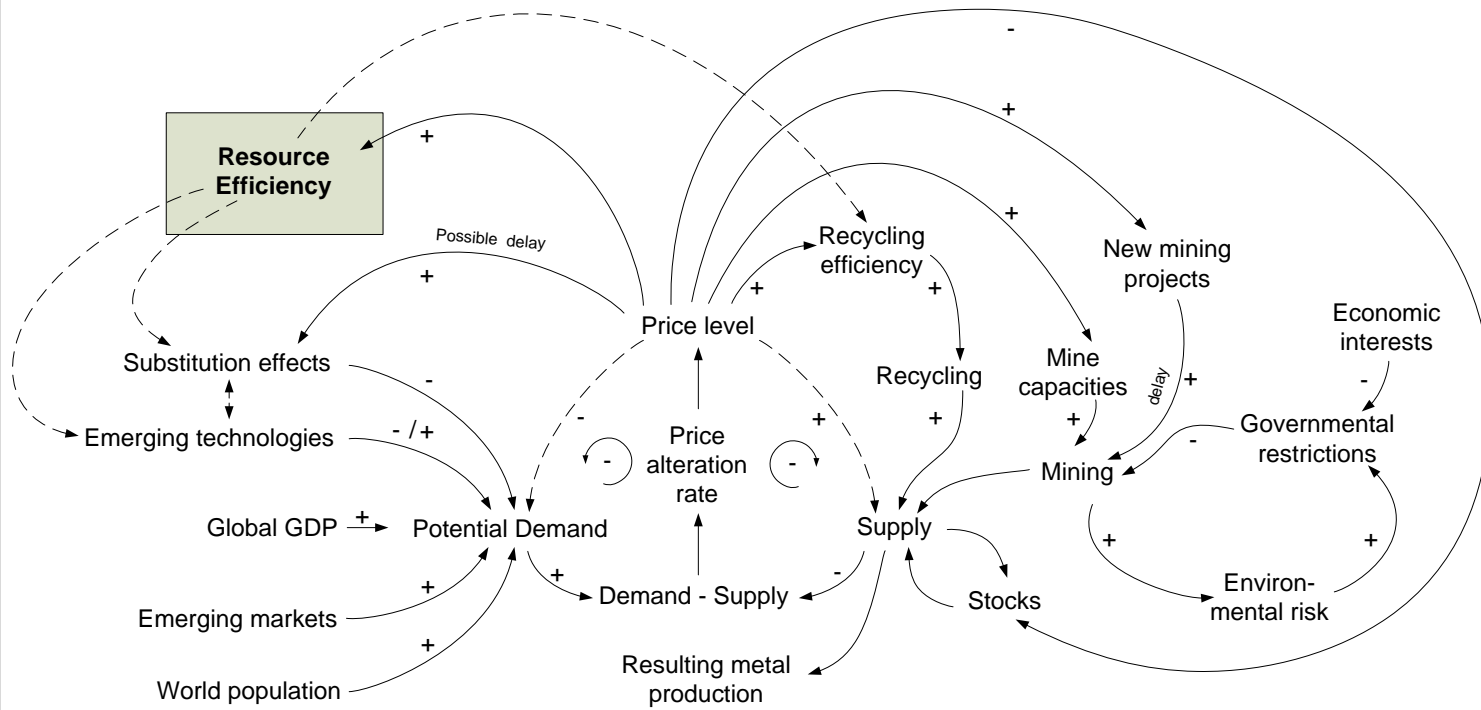 -
+
Resource
Efficiency
+
+
Possible delay
+
+
Recycling
efficiency
+
New mining
projects
Price level
Economic
interests
Substitution effects
-
-
+
Recycling
+
Mine
capacities
+
delay
+
-
Emerging technologies
- /+
-
-
Price
alteration
rate
Governmental
restrictions
-
Mining
Global GDP
+
Potential Demand
Supply
+
+
+
-
Emerging markets
+
Demand - Supply
Stocks
Environ-
mental risk
+
World population
Resulting metal
production